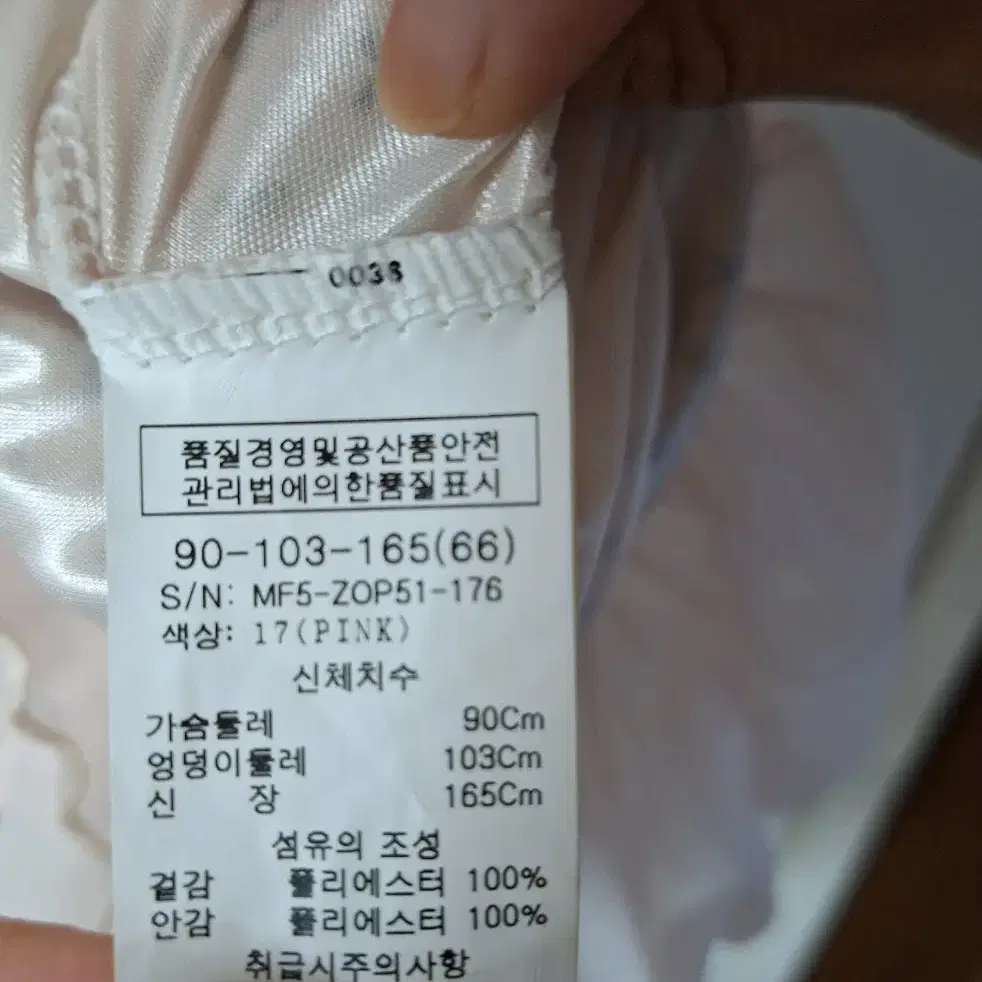 0038
품질경영및공산품안전
관리법에의한품질표시
90-103-165(66)
S/N: MF5-ZOP51-176
색상: 17(PINK)
신체치수
가슴둘레 90Cm
엉덩이둘레 103Cm
신 장 165Cm
섬유의 조성
겉감 폴리에스터 100%
안감 폴리에스터 100%
취급시주의사항